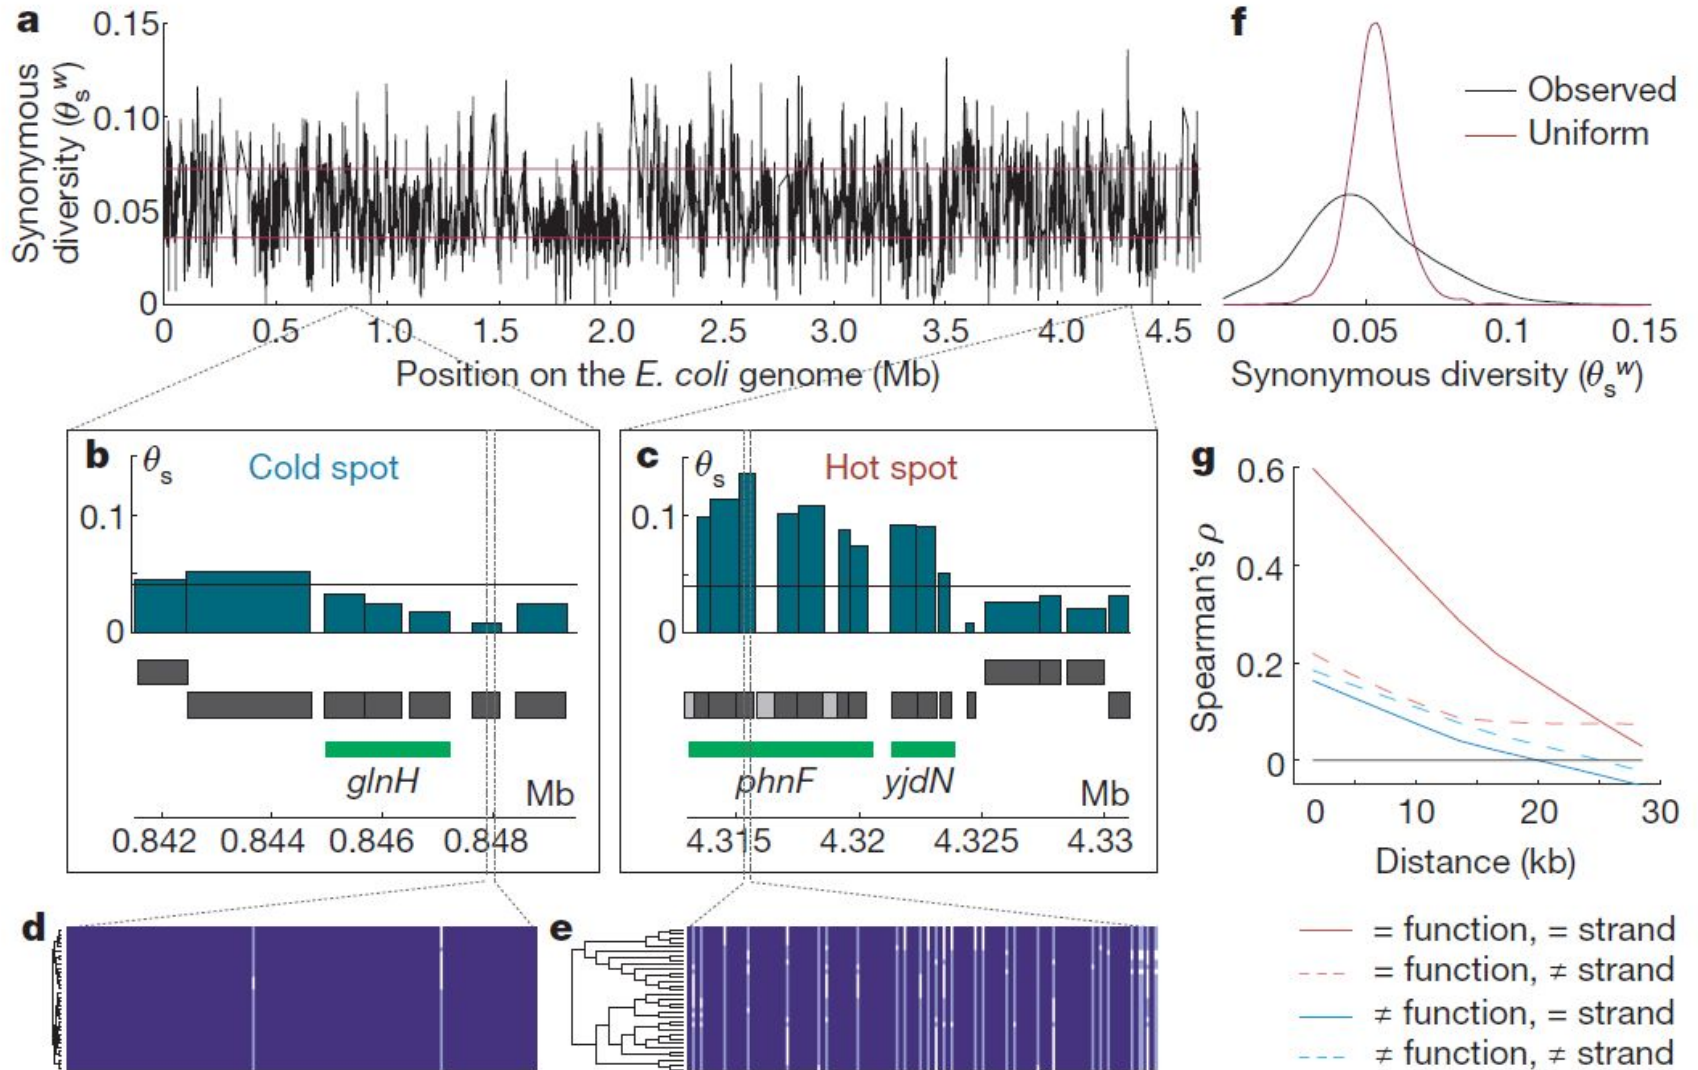 a
Synonymous
diversity (θₛʷ)
0.15
0.10
0.05
0
0 0.5 1.0 1.5 2.0 2.5 3.0 3.5 4.0 4.5
Position on the E. coli genome (Mb)
f
Observed
Uniform
0 0.05 0.1 0.15
Synonymous diversity (θₛʷ)
b θₛ Cold spot
0.1
0
glnH
Mb
0.842 0.844 0.846 0.848
c θₛ Hot spot
0.1
0
phnF yjdN
Mb
4.315 4.32 4.325 4.33
g
Spearman's ρ
0.6
0.4
0.2
0
0 10 20 30
Distance (kb)
= function, = strand
= function, ≠ strand
≠ function, = strand
≠ function, ≠ strand
d
e